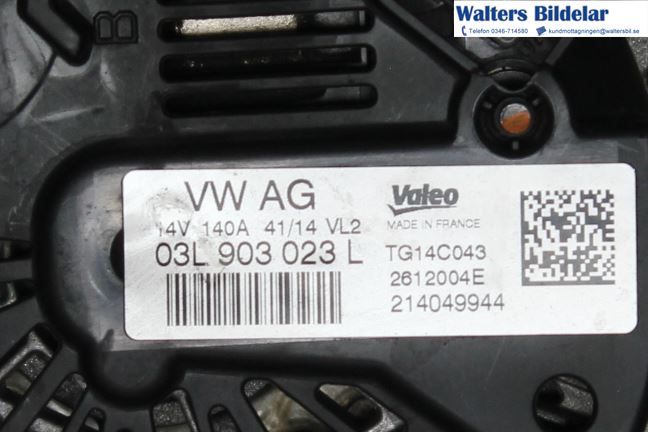 Walters Bildelar
Telefon 0346-714580 kundmottagningen@waltersbil.se
B
VW AG
14V 140A 41/14 VL2
03L 903 023 L
Valeo
MADE IN FRANCE
TG14C043
2612004E
214049944